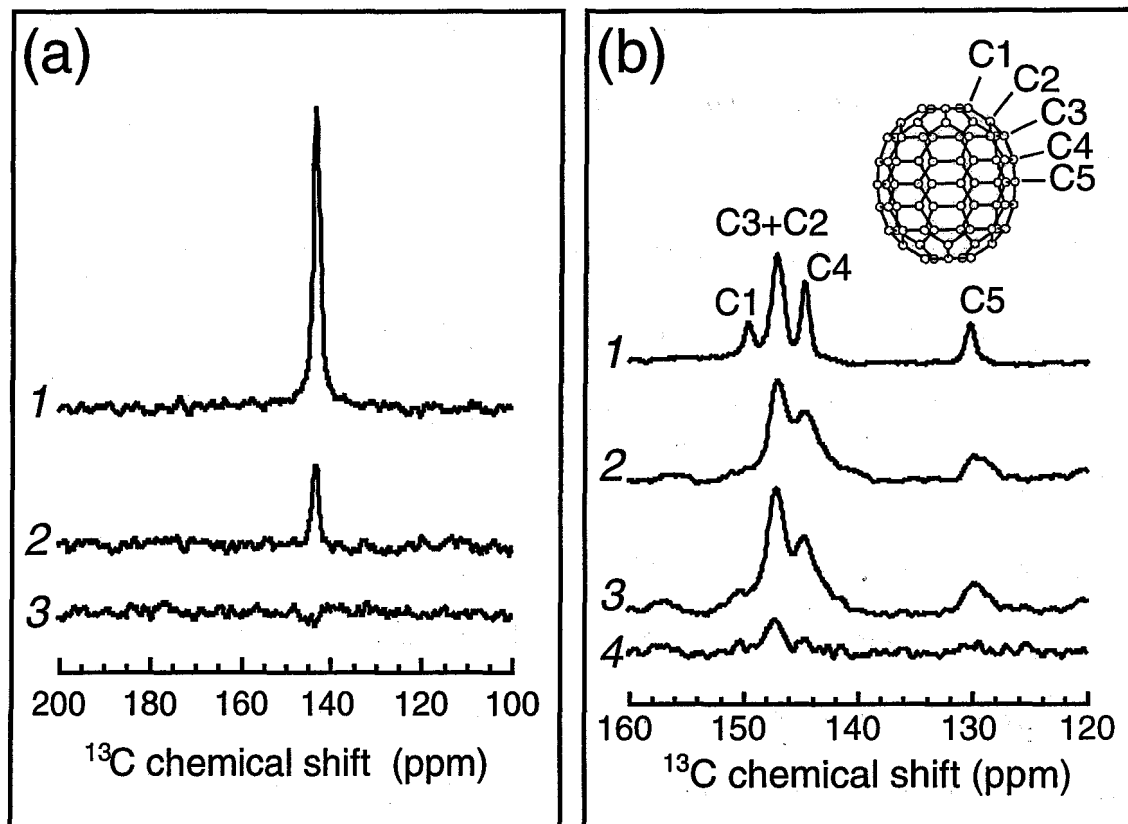 (a)
1
2
3
200 180 160 140 120 100
¹³C chemical shift (ppm)
(b)
C1
C2
C3
C4
C5
C3+C2
C4
C1
C5
1
2
3
4
160 150 140 130 120
¹³C chemical shift (ppm)